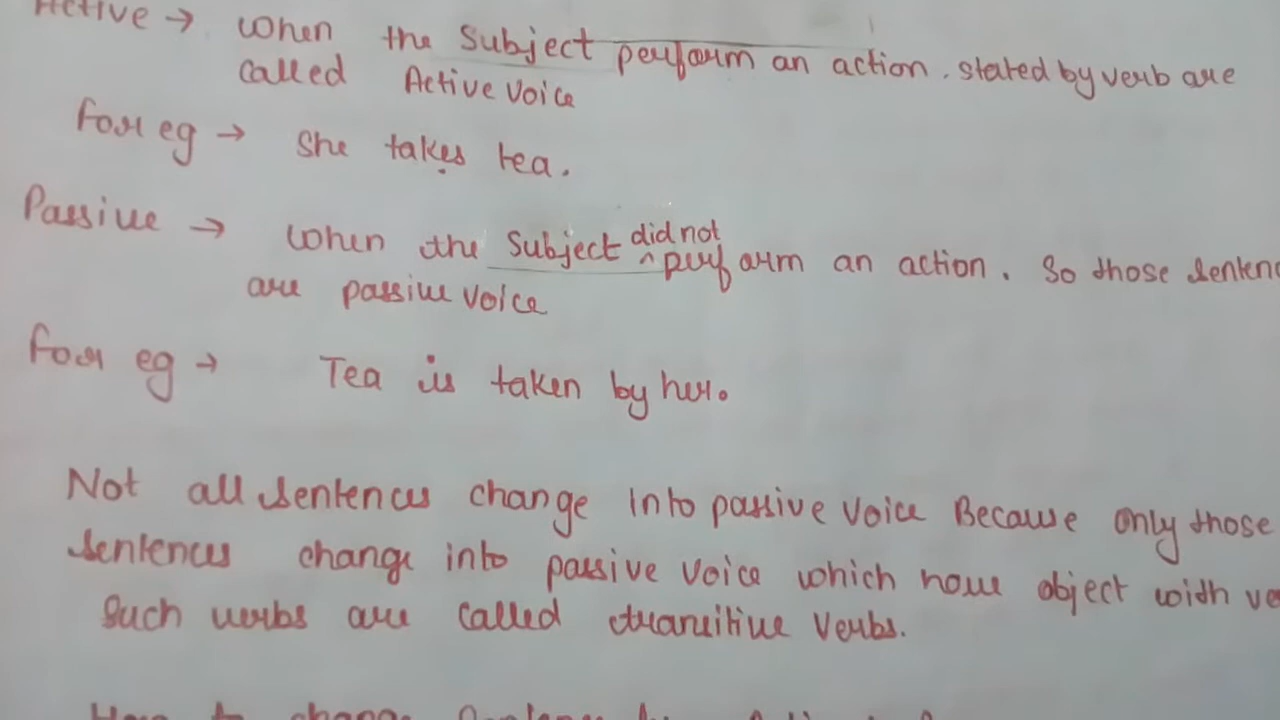 Active → When the Subject perform an action. stated by verb are
called Active Voice
For eg → She takes tea.
Passive → When the Subject did not perform an action. So those
are passive voice
For eg → Tea is taken by her.
Not all sentences change Into passive voice Because only those
sentences change into passive voice which have object with
Such verbs are called transitive Verbs.
How to change